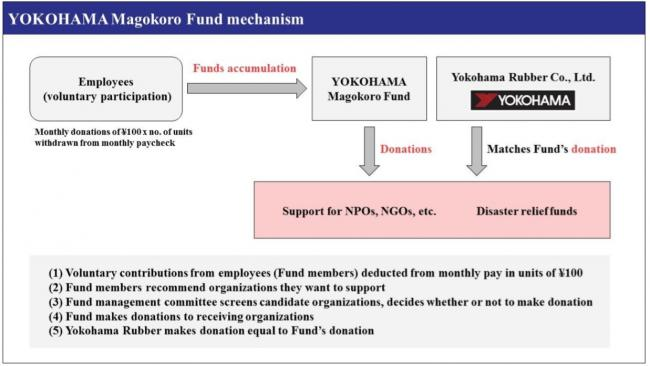 YOKOHAMA Magokoro Fund mechanism
Employees
(voluntary participation)
Funds accumulation
YOKOHAMA
Magokoro Fund
Yokohama Rubber Co., Ltd.
YOKOHAMA
Monthly donations of ¥100 x no. of units
withdrawn from monthly paycheck
Donations
Matches Fund's donation
Support for NPOs, NGOs, etc.
Disaster relief funds
(1) Voluntary contributions from employees (Fund members) deducted from monthly pay in units of ¥100
(2) Fund members recommend organizations they want to support
(3) Fund management committee screens candidate organizations, decides whether or not to make donation
(4) Fund makes donations to receiving organizations
(5) Yokohama Rubber makes donation equal to Fund's donation